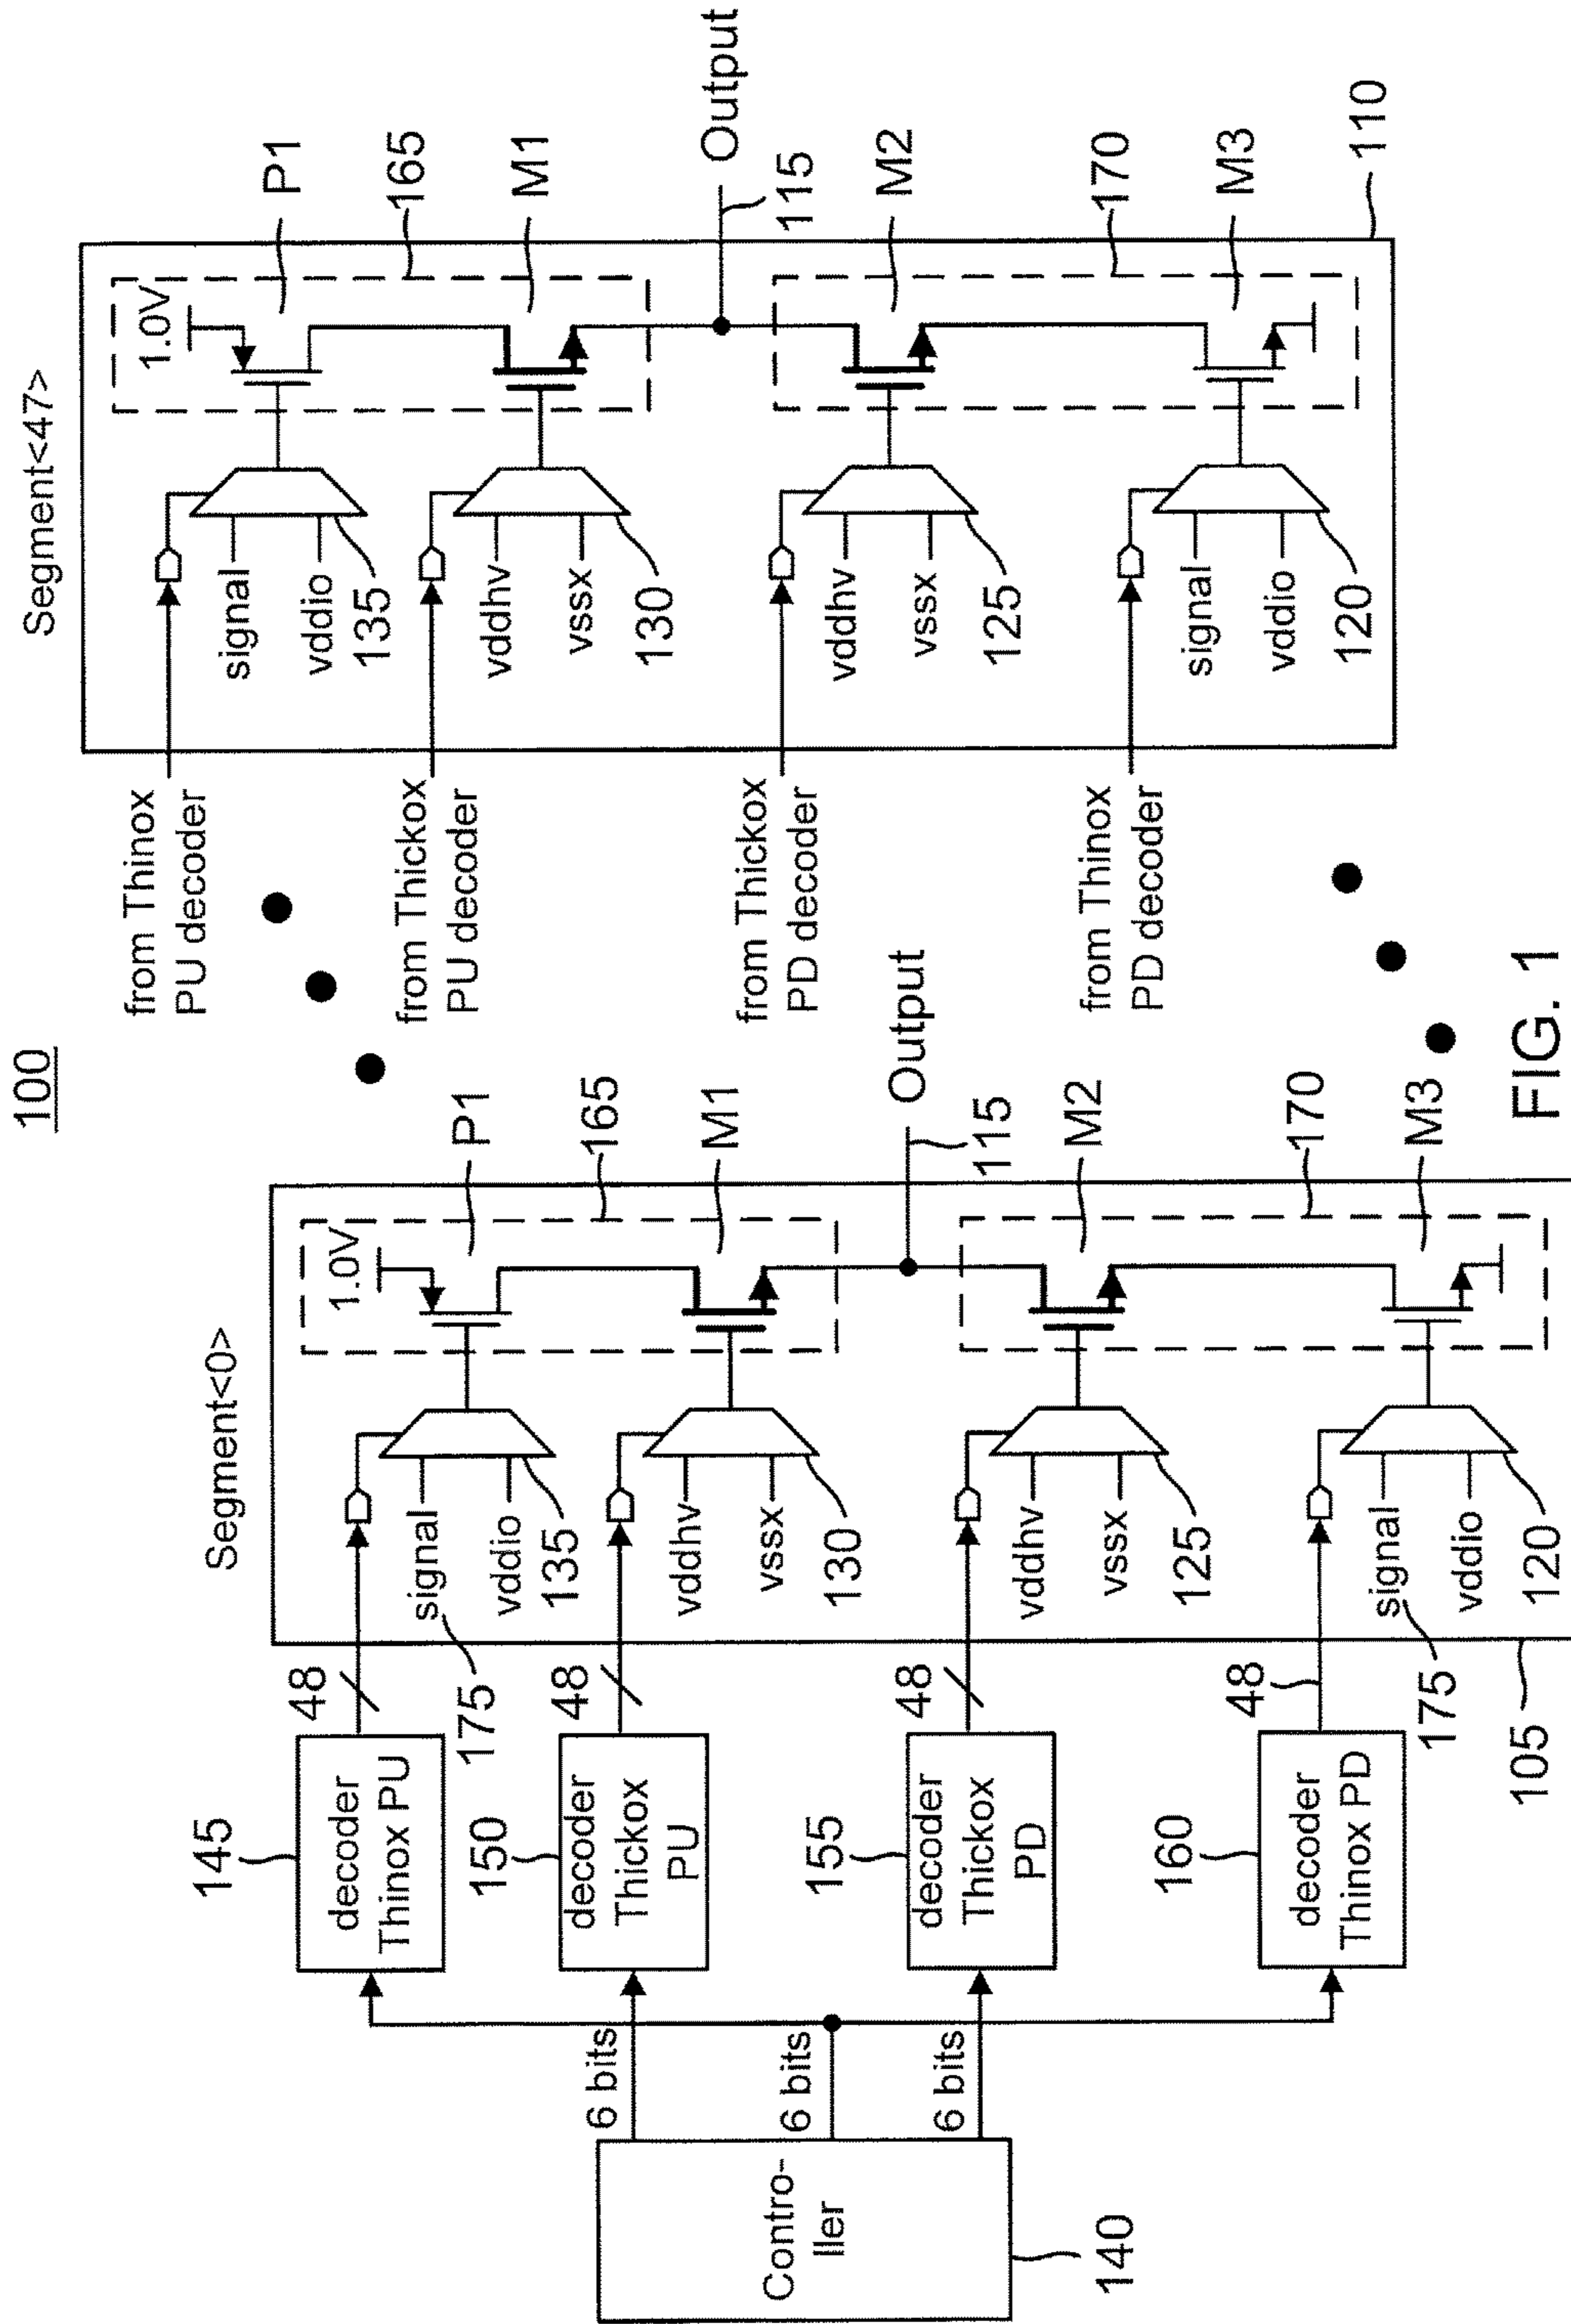 100
Contro-
ller
140
6 bits
6 bits
6 bits
145
decoder
Thinox PU
48
150
decoder
Thickox
PU
48
155
decoder
Thickox
PD
48
160
decoder
Thinox PD
48
Segment<0>
105
signal
175
vddio
135
1.0V
P1
165
vddhv
vssx
130
M1
Output
115
vddhv
vssx
125
M2
170
signal
175
vddio
120
M3
Segment<47>
from Thinox
PU decoder
signal
vddio
135
1.0V
P1
165
from Thickox
PU decoder
vddhv
vssx
130
M1
Output
115
from Thickox
PD decoder
vddhv
vssx
125
M2
170
from Thinox
PD decoder
signal
vddio
120
M3
110
FIG. 1